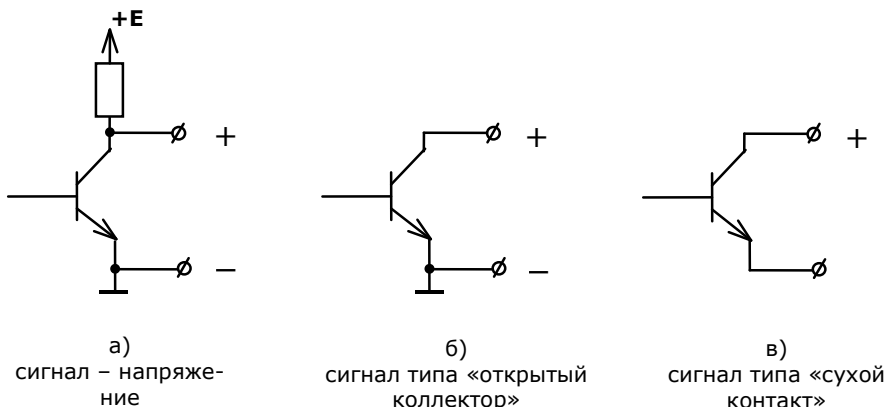 +E
+
+
+
−
−
а)
сигнал – напряже-
ние
б)
сигнал типа «открытый
коллектор»
в)
сигнал типа «сухой
контакт»